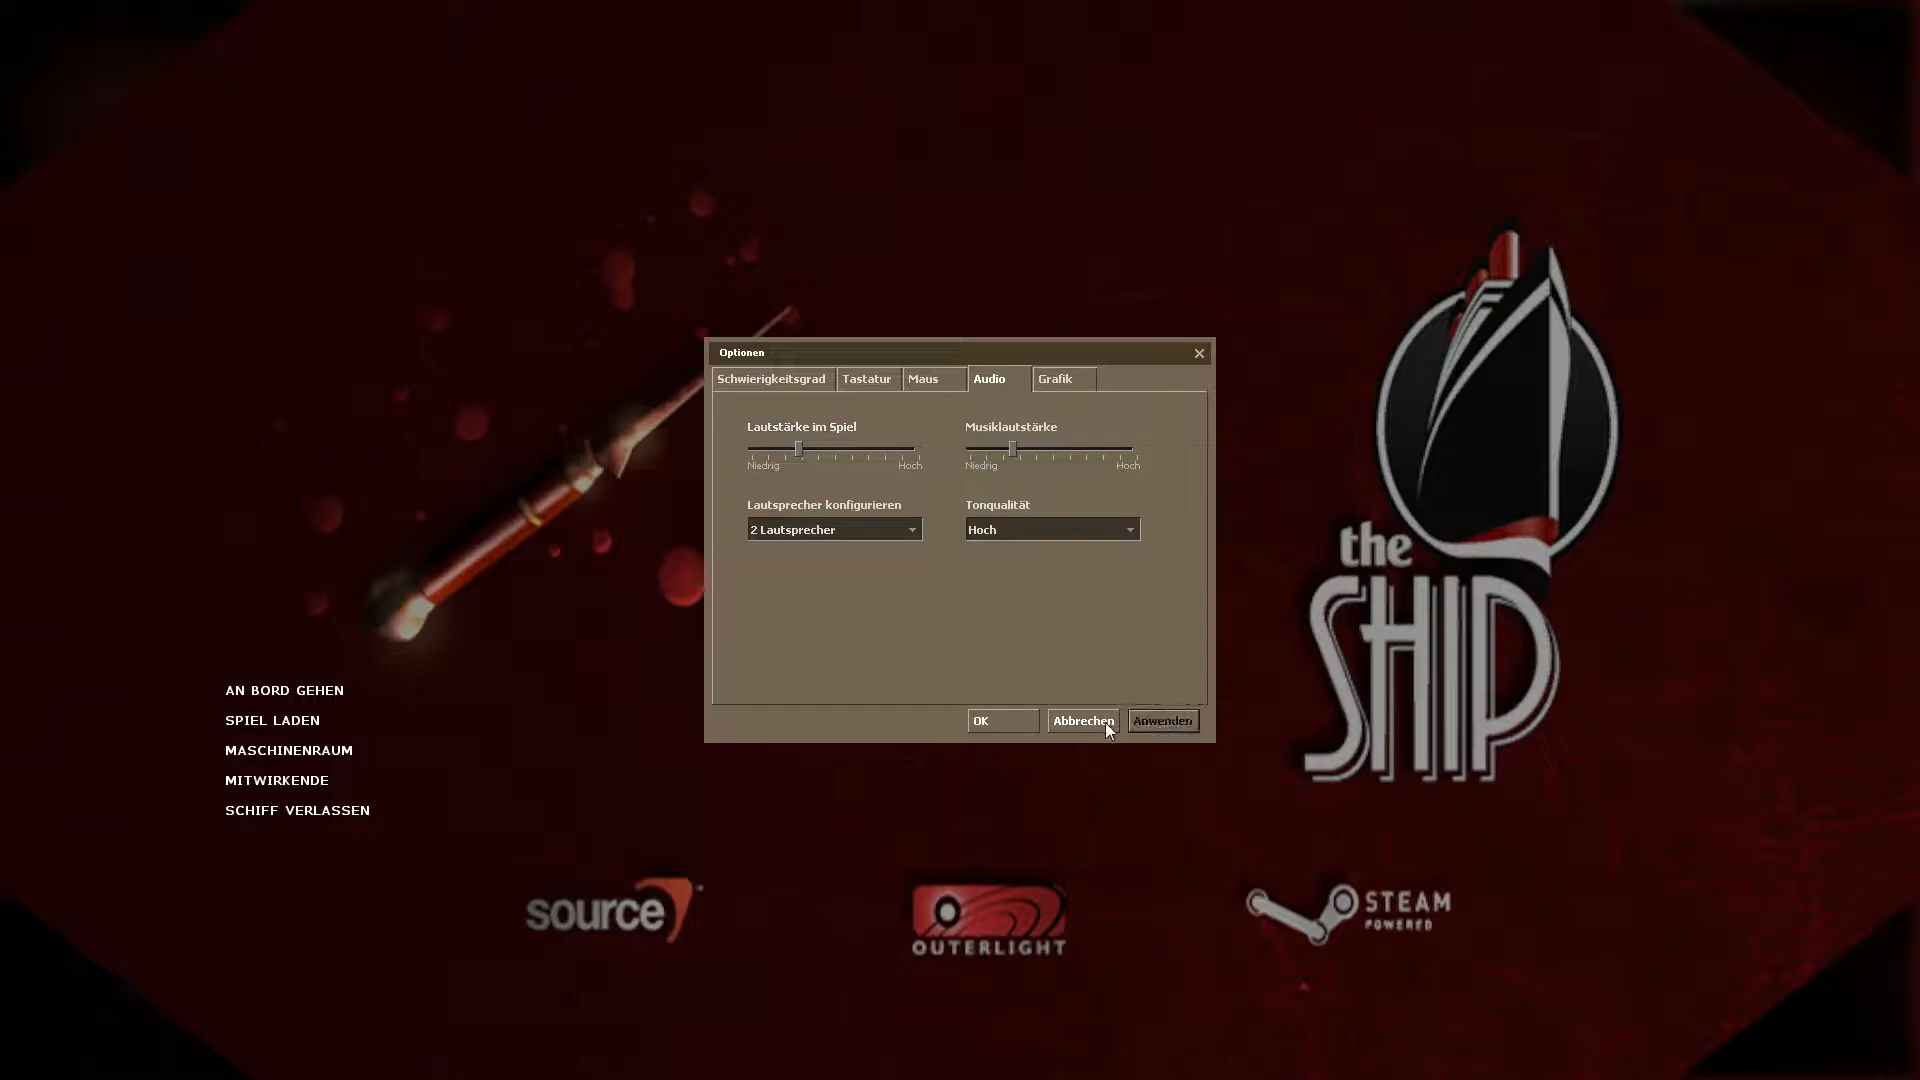 Optionen
Schwierigkeitsgrad Tastatur Maus Audio Grafik
Lautstärke im Spiel Musiklautstärke
Niedrig Hoch Niedrig Hoch
Lautsprecher konfigurieren Tonqualität
2 Lautsprecher Hoch
OK Abbrechen Anwenden
the
SHIP
AN BORD GEHEN
SPIEL LADEN
MASCHINENRAUM
MITWIRKENDE
SCHIFF VERLASSEN
source
OUTERLIGHT
STEAM
POWERED